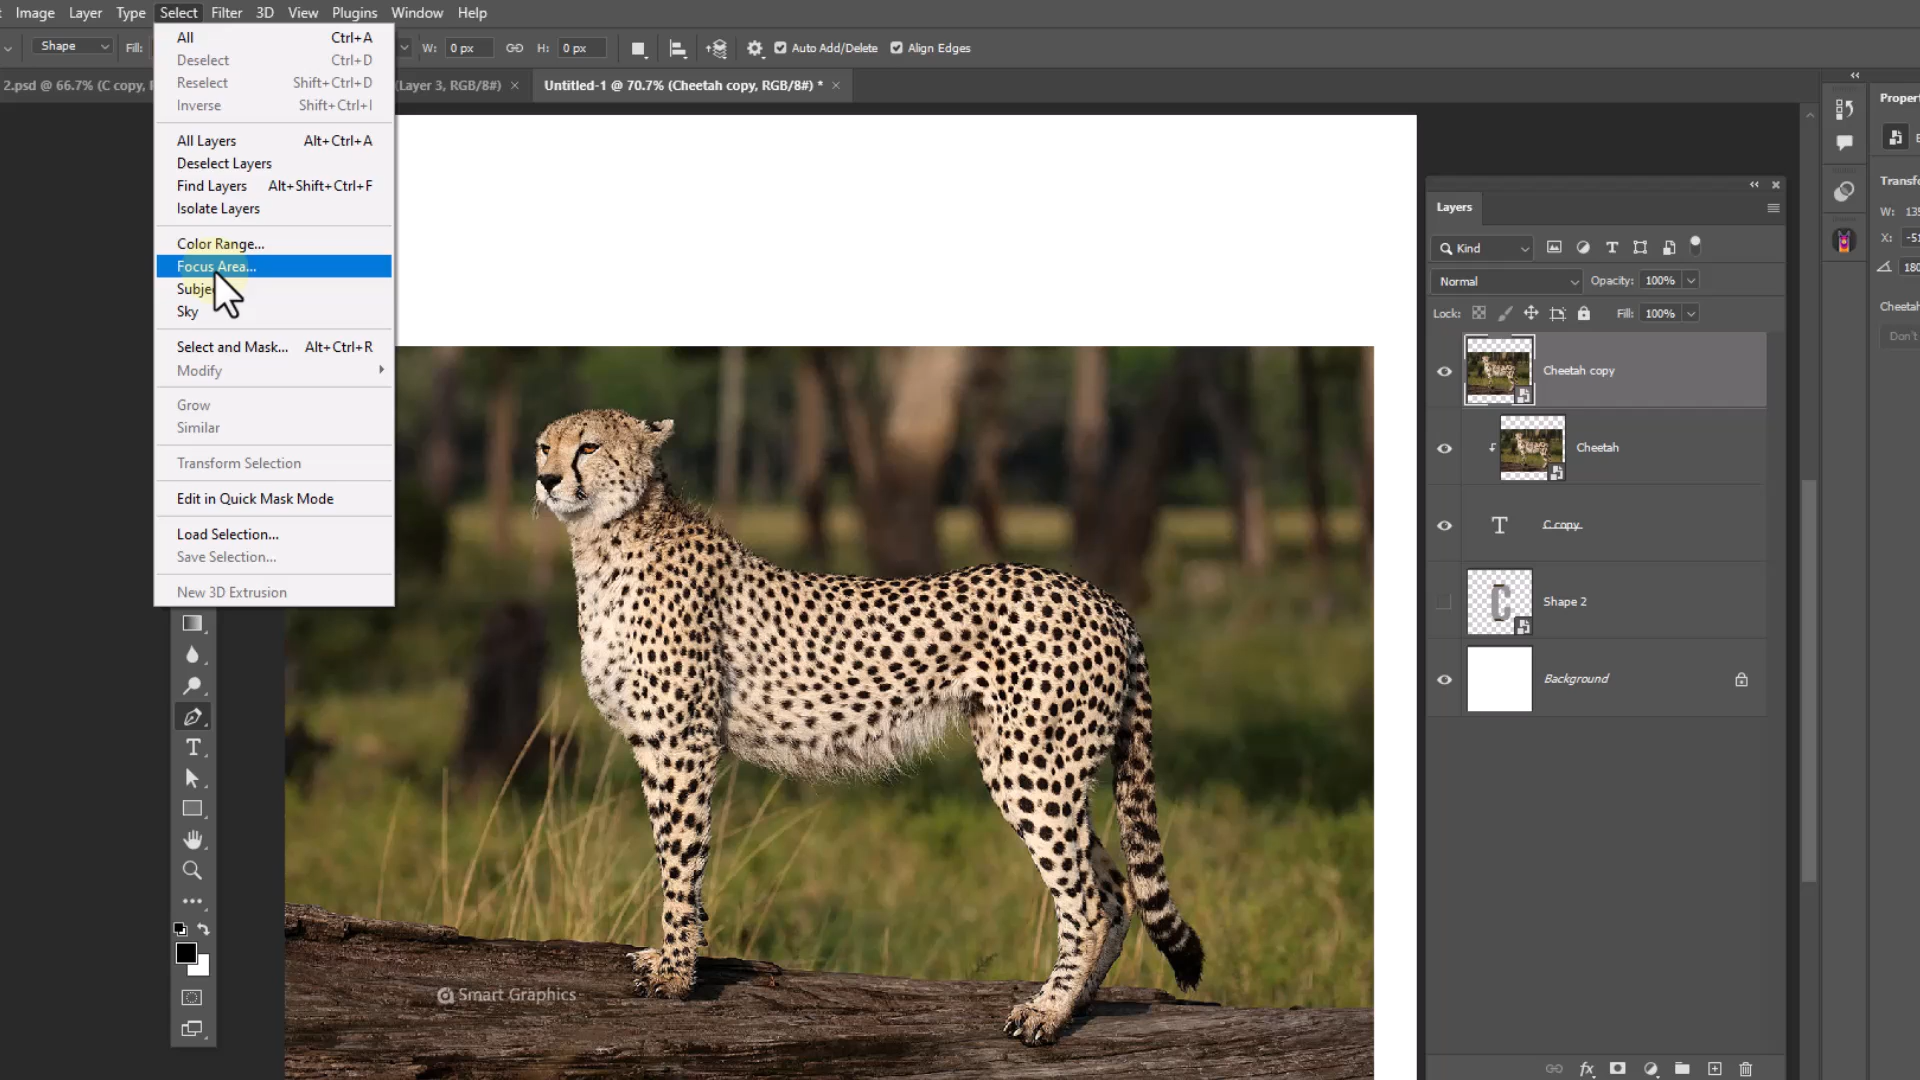 Image Layer Type Select Filter 3D View Plugins Window Help
Shape Fill: W: 0 px H: 0 px Auto Add/Delete Align Edges
2.psd @ 66.7% (C copy, (Layer 3, RGB/8#) × Untitled-1 @ 70.7% (Cheetah copy, RGB/8#) * ×
All Ctrl+A
Deselect Ctrl+D
Reselect Shift+Ctrl+D
Inverse Shift+Ctrl+I
All Layers Alt+Ctrl+A
Deselect Layers
Find Layers Alt+Shift+Ctrl+F
Isolate Layers
Color Range...
Focus Area...
Subje
Sky
Select and Mask... Alt+Ctrl+R
Modify
Grow
Similar
Transform Selection
Edit in Quick Mask Mode
Load Selection...
Save Selection...
New 3D Extrusion
Smart Graphics
Layers
Kind
Normal Opacity: 100%
Lock: Fill: 100%
Cheetah copy
Cheetah
C copy
Shape 2
Background
Propert
Transfo
W: 135
X: -51
180
Cheetah
Don't